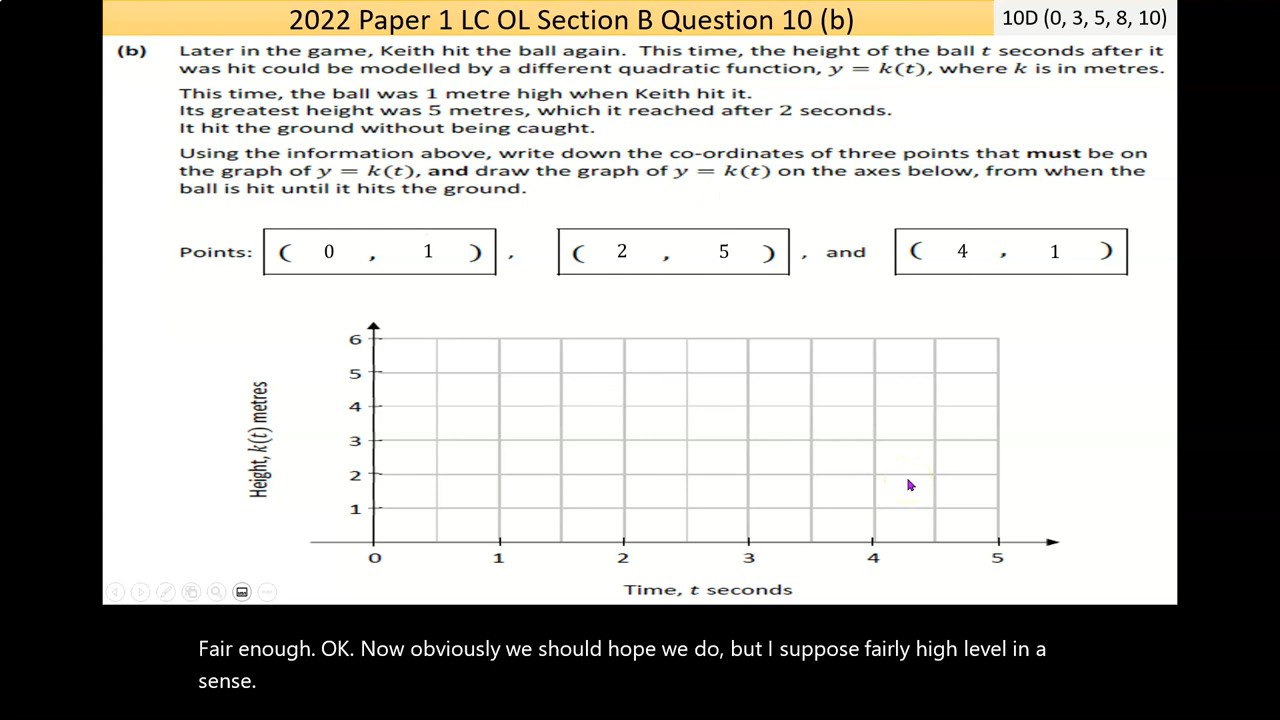 2022 Paper 1 LC OL Section B Question 10 (b)
10D (0, 3, 5, 8, 10)
(b) Later in the game, Keith hit the ball again. This time, the height of the ball t seconds after it
was hit could be modelled by a different quadratic function, y = k(t), where k is in metres.
This time, the ball was 1 metre high when Keith hit it.
Its greatest height was 5 metres, which it reached after 2 seconds.
It hit the ground without being caught.
Using the information above, write down the co-ordinates of three points that must be on
the graph of y = k(t), and draw the graph of y = k(t) on the axes below, from when the
ball is hit until it hits the ground.
Points: ( 0 , 1 ) , ( 2 , 5 ) , and ( 4 , 1 )
6
5
4
3
2
1
Height, k(t) metres
0 1 2 3 4 5
Time, t seconds
Fair enough. OK. Now obviously we should hope we do, but I suppose fairly high level in a
sense.